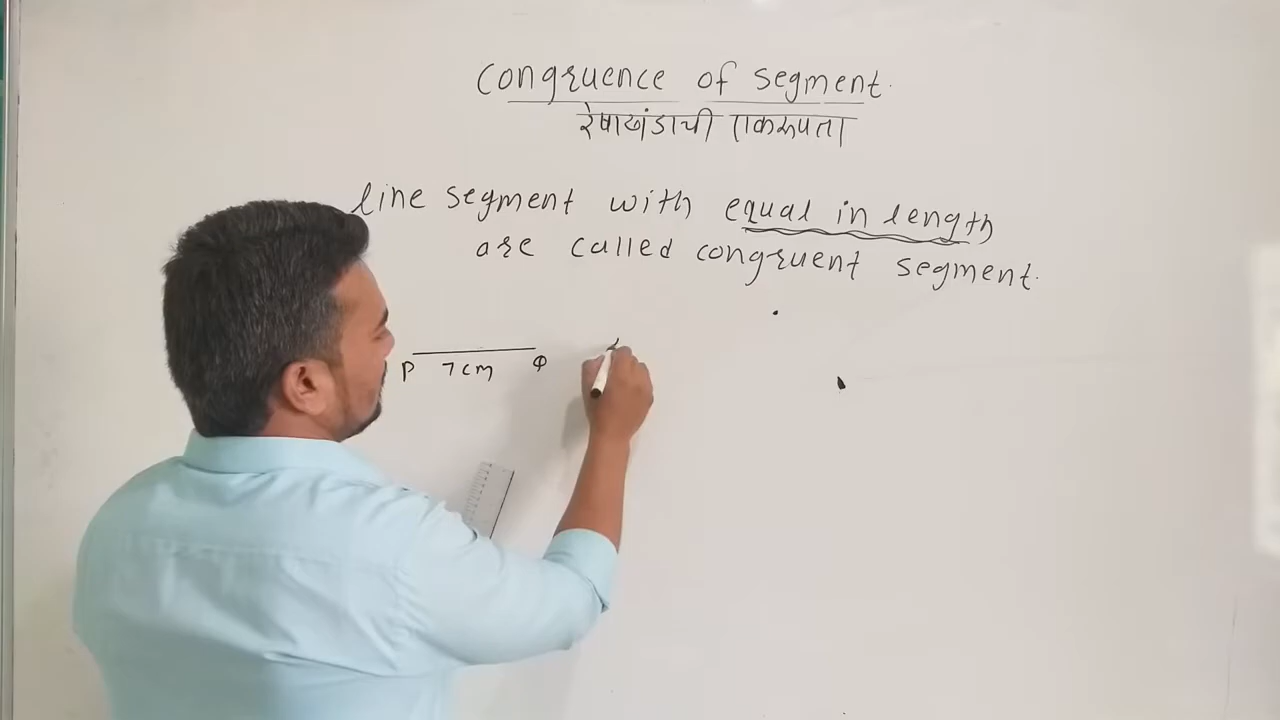 Congruence of segment.
रेषाखंडाची एकरूपता
line segment with equal in length
are called congruent segment.
P 7cm Q